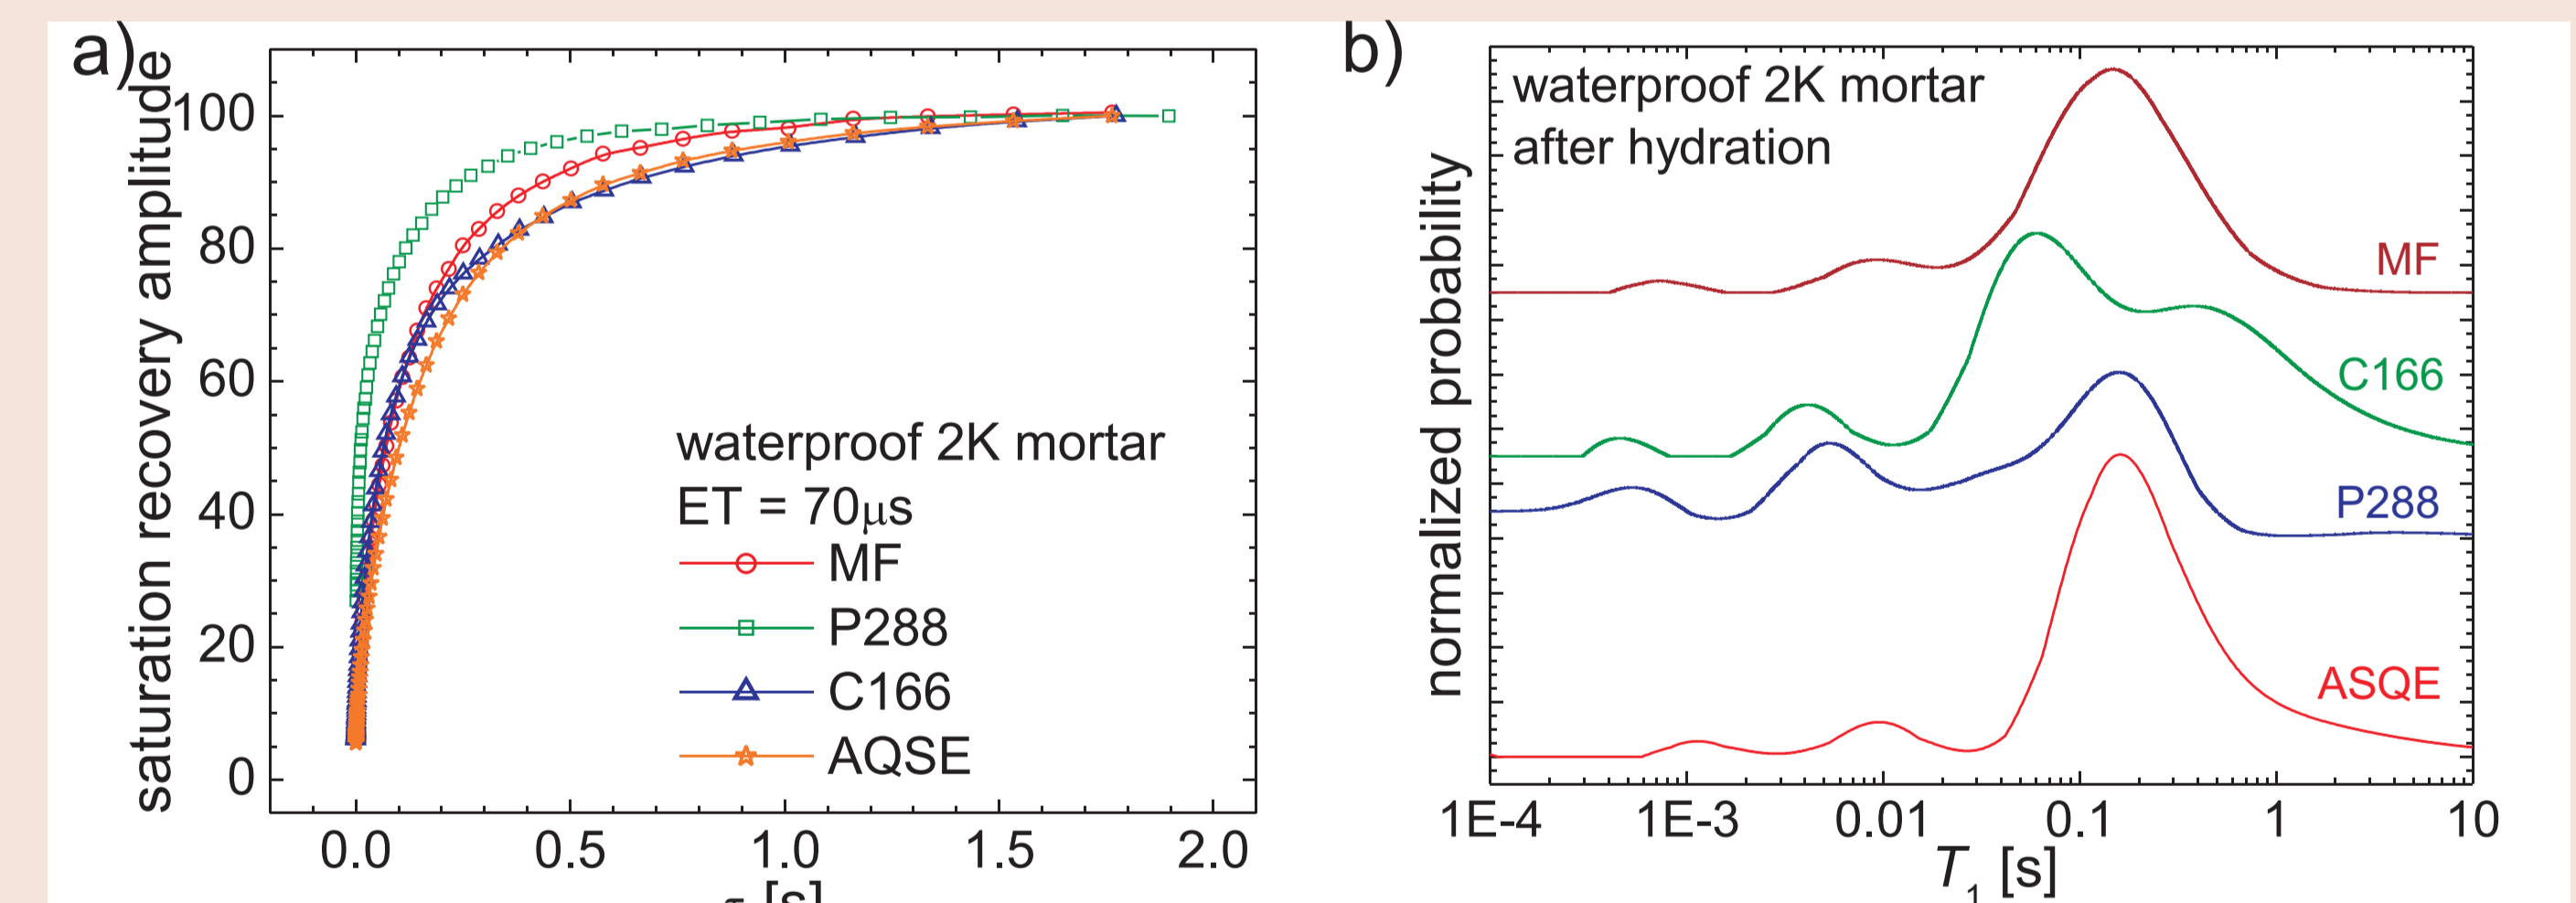 a)
saturation recovery amplitude
100
80
60
40
20
0
waterproof 2K mortar
ET = 70μs
MF
P288
C166
AQSE
0.0 0.5 1.0 1.5 2.0
[s]
b)
normalized probability
waterproof 2K mortar
after hydration
MF
C166
P288
ASQE
1E-4 1E-3 0.01 0.1 1 10
T1 [s]